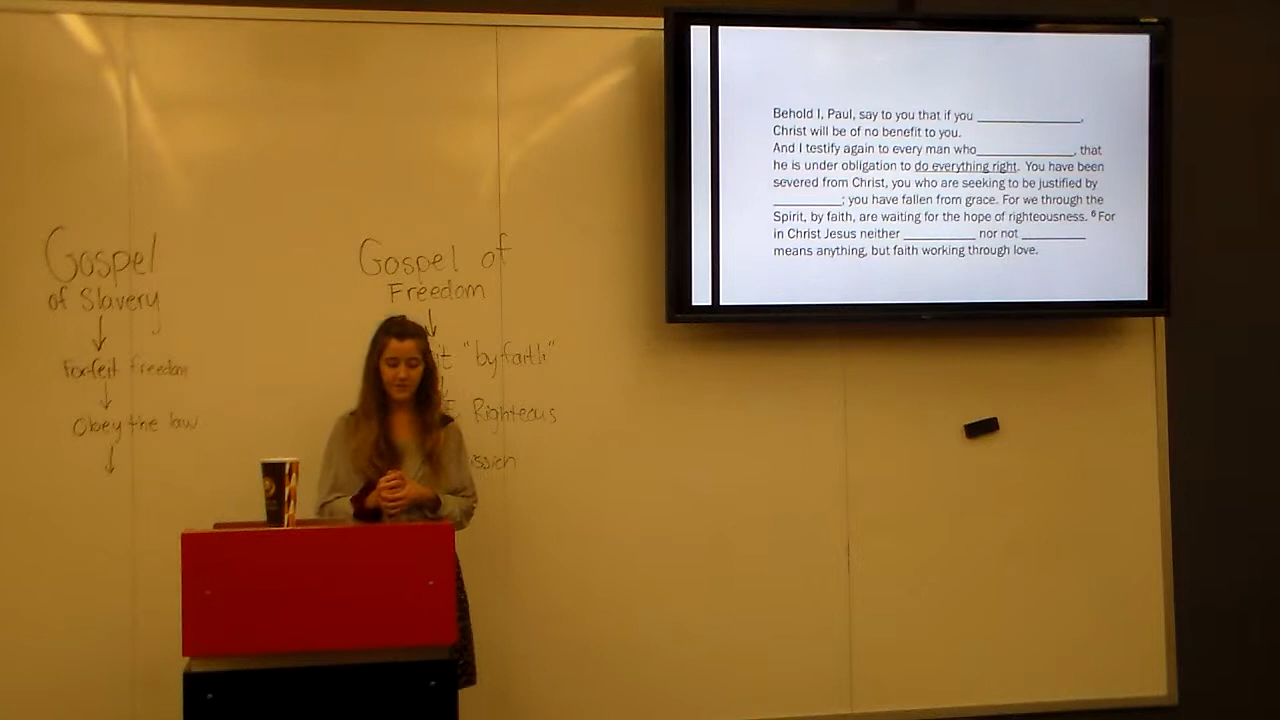 Gospel
of Slavery
Forfeit freedom
Obey the law
Gospel of
Freedom
it "by faith"
Righteous
Behold I, Paul, say to you that if you ________________,
Christ will be of no benefit to you.
And I testify again to every man who_______________, that
he is under obligation to do everything right. You have been
severed from Christ, you who are seeking to be justified by
__________; you have fallen from grace. For we through the
Spirit, by faith, are waiting for the hope of righteousness. ⁶ For
in Christ Jesus neither ___________ nor not __________
means anything, but faith working through love.